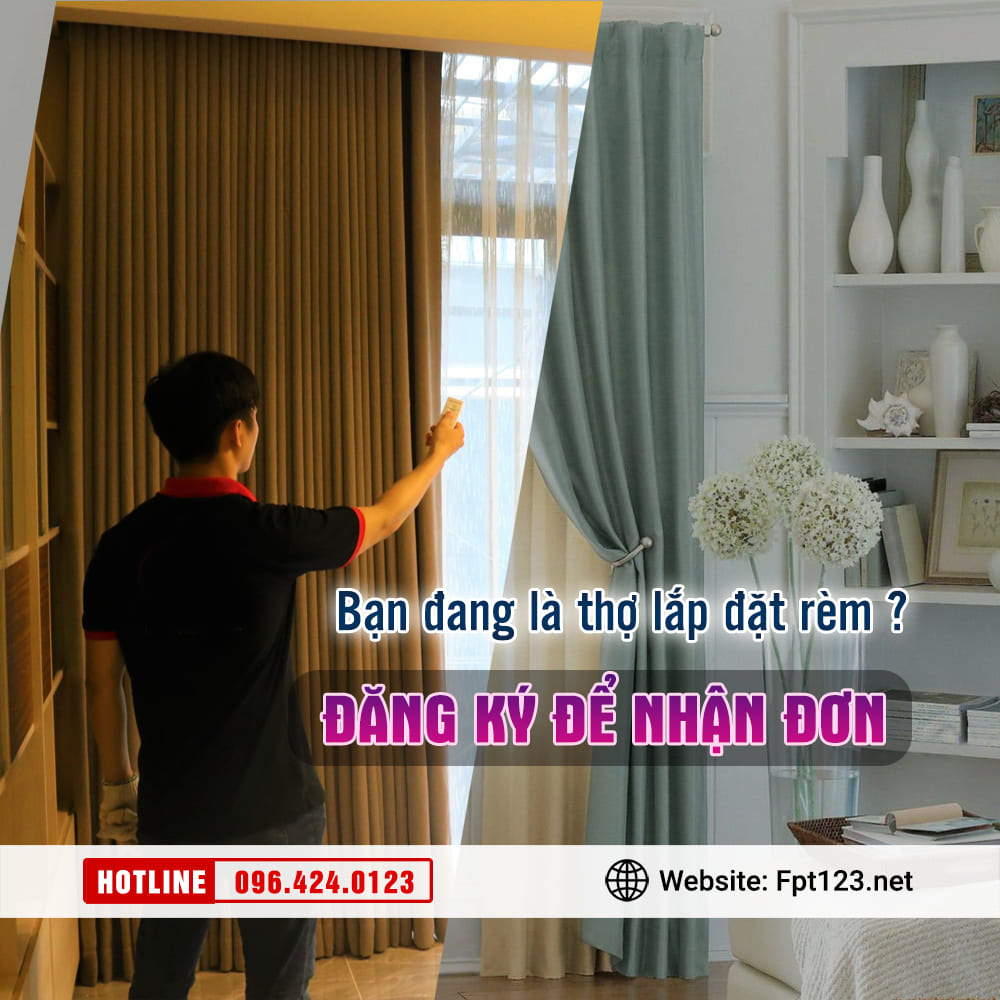 Bạn đang là thợ lắp đặt rèm ?
ĐĂNG KÝ ĐỂ NHẬN ĐƠN
HOTLINE 096.424.0123
Website: Fpt123.net